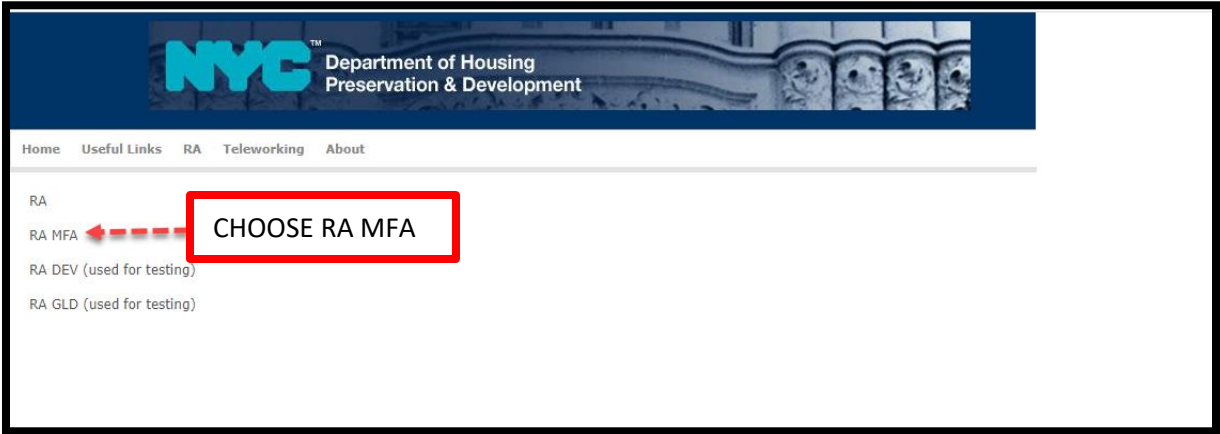 NYC™
Department of Housing
Preservation & Development
Home Useful Links RA Teleworking About
RA
RA MFA
CHOOSE RA MFA
RA DEV (used for testing)
RA GLD (used for testing)